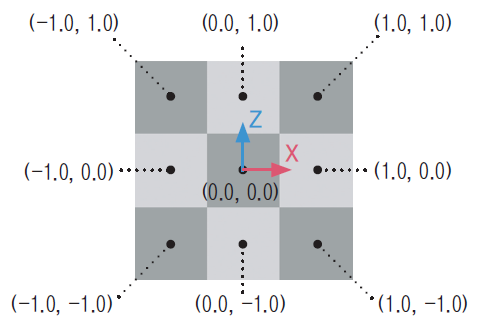 (-1.0, 1.0) (0.0, 1.0) (1.0, 1.0)
Z
X
(-1.0, 0.0) (1.0, 0.0)
(0.0, 0.0)
(-1.0, -1.0) (0.0, -1.0) (1.0, -1.0)